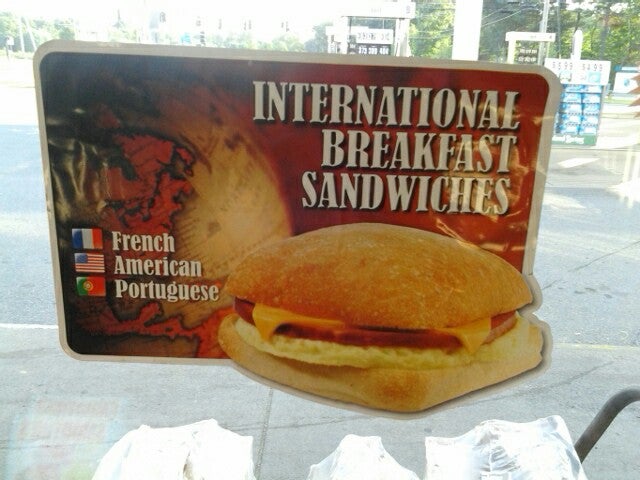 INTERNATIONAL
BREAKFAST
SANDWICHES
French
American
Portuguese